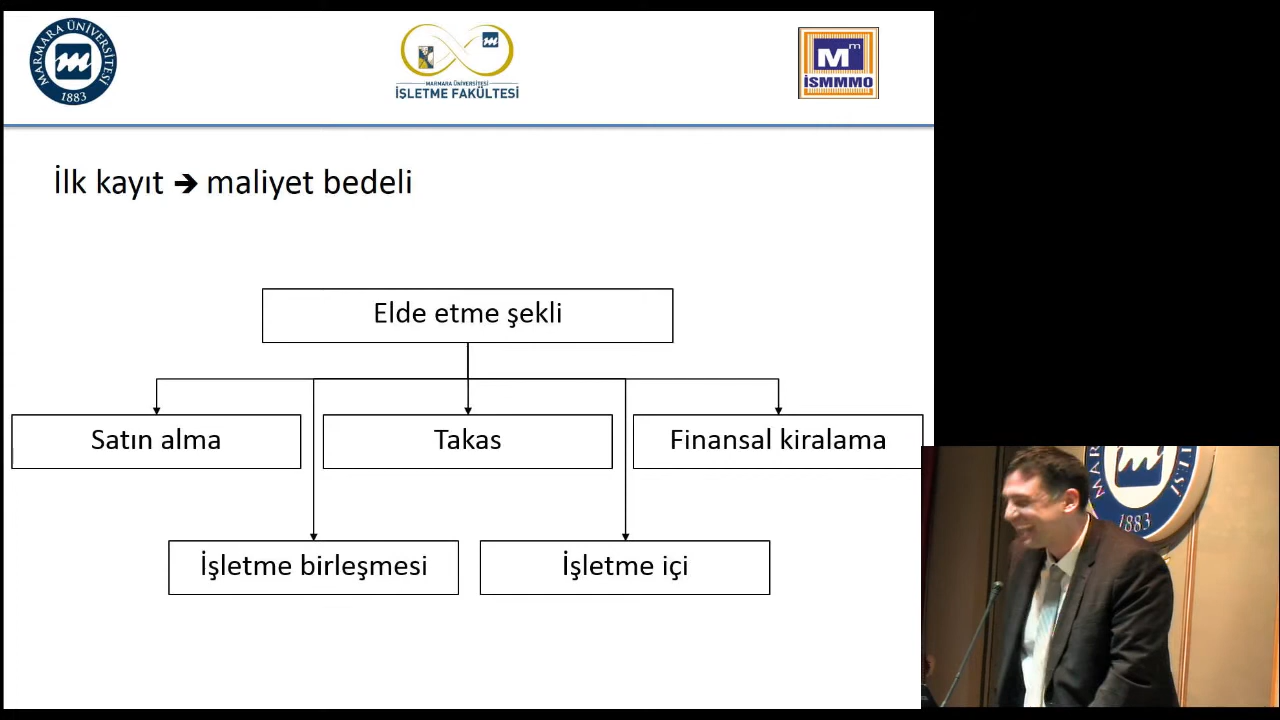 MARMARA ÜNİVERSİTESİ
1883
MARMARA ÜNİVERSİTESİ
İŞLETME FAKÜLTESİ
Mm
İSMMMO
İlk kayıt ➔ maliyet bedeli
Elde etme şekli
Satın alma
Takas
Finansal kiralama
İşletme birleşmesi
İşletme içi
1883